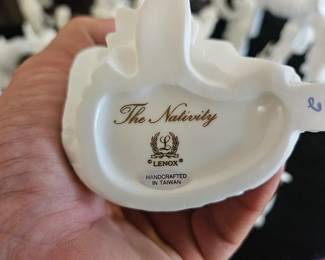 The Nativity
L
LENOX®
HANDCRAFTED
IN TAIWAN